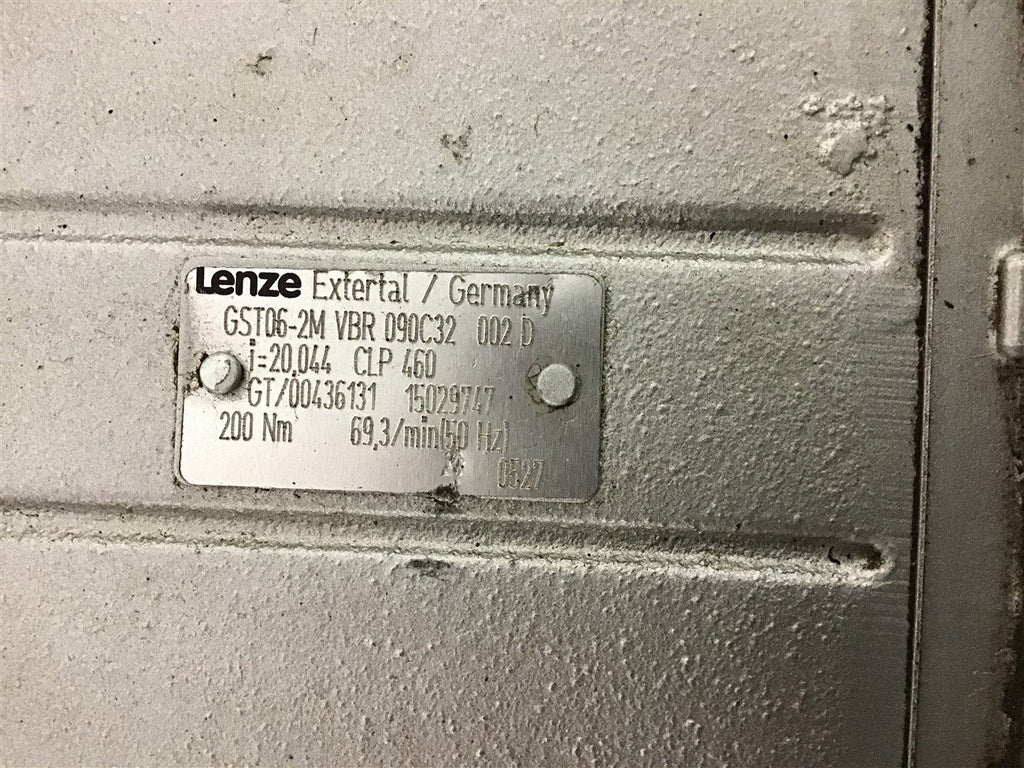 Lenze Extertal / Germany
GST06-2M VBR 090C32 002 D
i=20,044 CLP 460
GT/00436131 15029747
200 Nm 69,3/min(50 Hz)
0527